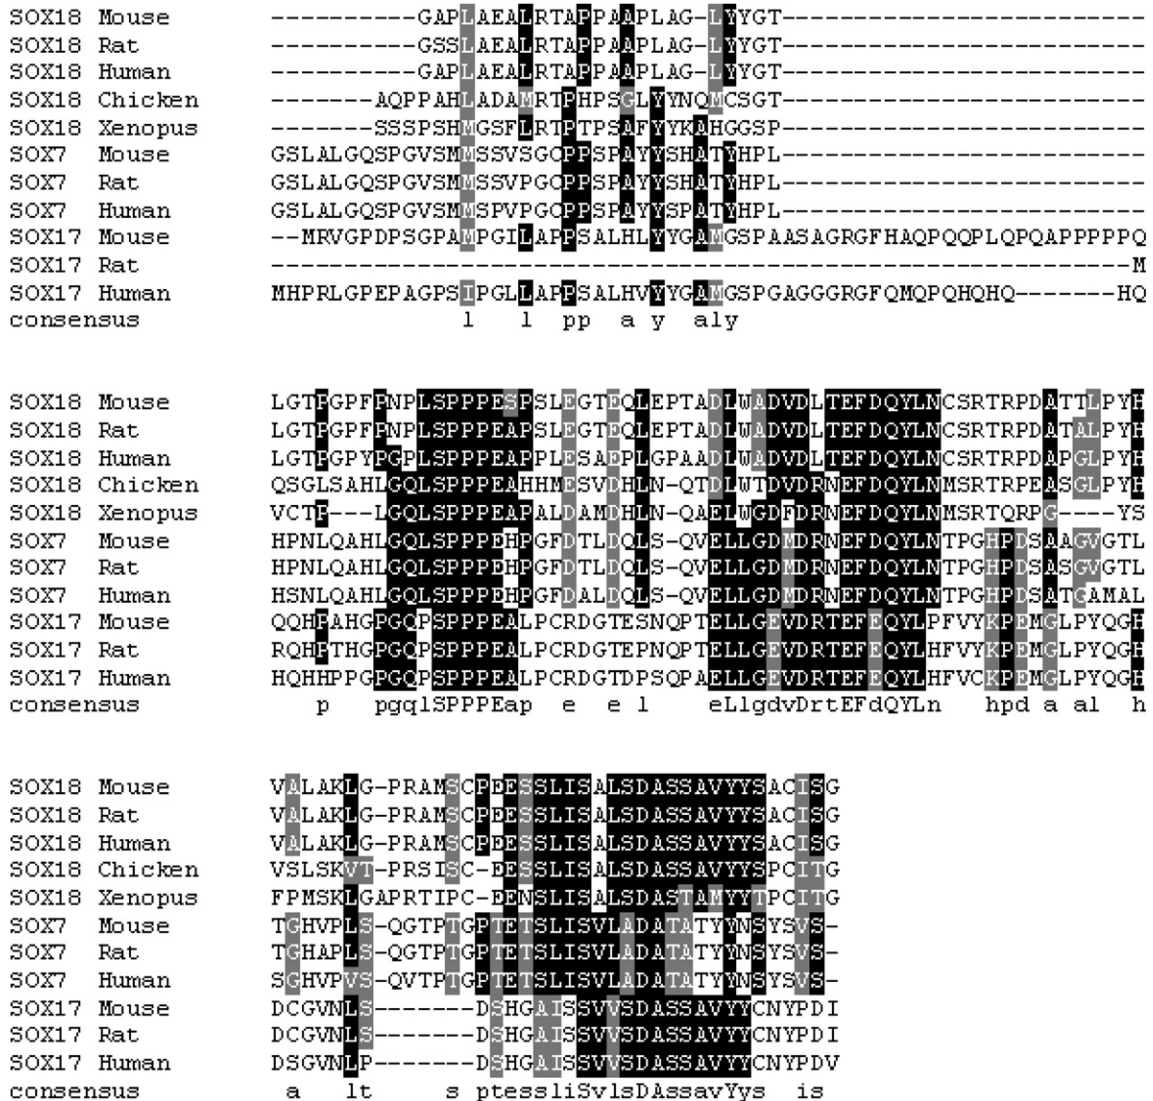 SOX18 Mouse ----------GAPLAEALRTAPPAAPLAG-LYYGT-------------------------
SOX18 Rat ----------GSSLAEALRTAPPAAPLAG-LYYGT-------------------------
SOX18 Human ----------GAPLAEALRTAPPAAPLAG-LYYGT-------------------------
SOX18 Chicken -------AQPPAHLADAMRTPHPSGLYYNQMCSGT-------------------------
SOX18 Xenopus -------SSSPSHMGSFLRTPTPSAFYYKAHGGSP-------------------------
SOX7 Mouse GSLALGQSPGVSMMSSVSGCPPSPAYYSHATYHPL-------------------------
SOX7 Rat GSLALGQSPGVSMMSSVPGCPPSPAYYSHATYHPL-------------------------
SOX7 Human GSLALGQSPGVSMMSPVPGCPPSPAYYSPATYHPL-------------------------
SOX17 Mouse --MRVGPDPSGPAMPGILAPPSALHLYYGAMGSPAASAGRGFHAQPQQPLQPQAPPPPPQ
SOX17 Rat -----------------------------------------------------------M
SOX17 Human MHPRLGPEPAGPSIPGLLAPPSALHVYYGAMGSPGAGGGRGFQMQPQHQHQ-------HQ
consensus l l pp a y aly
SOX18 Mouse LGTPGPFPNPLSPPPESPSLEGTEQLEPTADLWADVDLTEFDQYLNCSRTRPDATTLPYH
SOX18 Rat LGTPGPFPNPLSPPPEAPSLEGTEQLEPTADLWADVDLTEFDQYLNCSRTRPDATALPYH
SOX18 Human LGTPGPYPGPLSPPPEAPPLESAEPLGPAADLWADVDLTEFDQYLNCSRTRPDAPGLPYH
SOX18 Chicken QSGLSAHLGQLSPPPEAHHMESVDHLN-QTDLWTDVDRNEFDQYLNMSRTRPEASGLPYH
SOX18 Xenopus VCTP---LGQLSPPPEAPALDAMDHLN-QAELWGDFDRNEFDQYLNMSRTQRPG----YS
SOX7 Mouse HPNLQAHLGQLSPPPEHPGFDTLDQLS-QVELLGDMDRNEFDQYLNTPGHPDSAAGVGTL
SOX7 Rat HPNLQAHLGQLSPPPEHPGFDTLDQLS-QVELLGDMDRNEFDQYLNTPGHPDSASGVGTL
SOX7 Human HSNLQAHLGQLSPPPEHPGFDALDQLS-QVELLGDMDRNEFDQYLNTPGHPDSATGAMAL
SOX17 Mouse QQHPAHGPGQPSPPPEALPCRDGTESNQPTELLGEVDRTEFEQYLPFVYKPEMGLPYQGH
SOX17 Rat RQHPTHGPGQPSPPPEALPCRDGTEPNQPTELLGEVDRTEFEQYLHFVYKPEMGLPYQGH
SOX17 Human HQHHPPGPGQPSPPPEALPCRDGTDPSQPAELLGEVDRTEFEQYLHFVCKPEMGLPYQGH
consensus p pgqlSPPPEap e e l eLlgdvDrtEFdQYLn hpd a al h
SOX18 Mouse VALAKLG-PRAMSCPEESSLISALSDASSAVYYSACISG
SOX18 Rat VALAKLG-PRAMSCPEESSLISALSDASSAVYYSACISG
SOX18 Human VALAKLG-PRAMSCPEESSLISALSDASSAVYYSACISG
SOX18 Chicken VSLSKVT-PRSISC-EESSLISALSDASSAVYYSPCITG
SOX18 Xenopus FPMSKLGAPRTIPC-EENSLISALSDASTAMYYTPCITG
SOX7 Mouse TGHVPLS-QGTPTGPTETSLISVLADATATYYNSYSVS-
SOX7 Rat TGHAPLS-QGTPTGPTETSLISVLADATATYYNSYSVS-
SOX7 Human SGHVPVS-QVTPTGPTETSLISVLADATATYYNSYSVS-
SOX17 Mouse DCGVNLS-------DSHGAISSVVSDASSAVYYCNYPDI
SOX17 Rat DCGVNLS-------DSHGAISSVVSDASSAVYYCNYPDI
SOX17 Human DSGVNLP-------DSHGAISSVVSDASSAVYYCNYPDV
consensus a lt s ptessliSvlsDAssavYys is